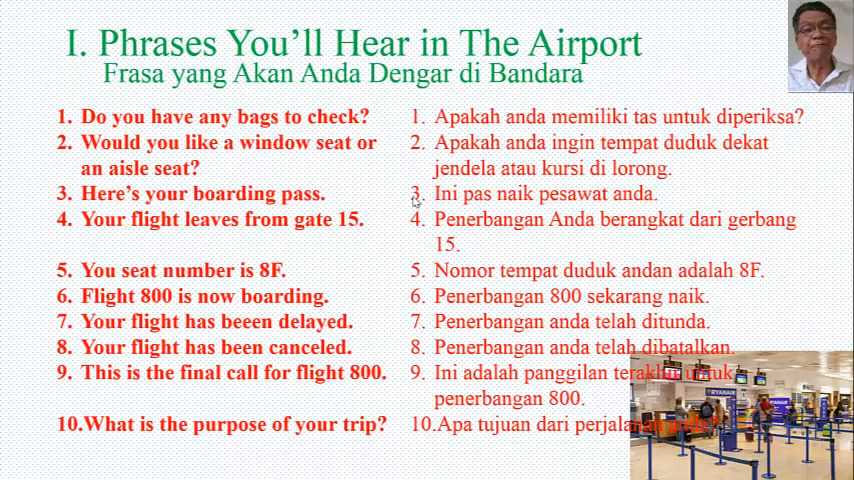 I. Phrases You'll Hear in The Airport
Frasa yang Akan Anda Dengar di Bandara
1. Do you have any bags to check?
2. Would you like a window seat or
an aisle seat?
3. Here's your boarding pass.
4. Your flight leaves from gate 15.
5. You seat number is 8F.
6. Flight 800 is now boarding.
7. Your flight has beeen delayed.
8. Your flight has been canceled.
9. This is the final call for flight 800.
10.What is the purpose of your trip?
1. Apakah anda memiliki tas untuk diperiksa?
2. Apakah anda ingin tempat duduk dekat
jendela atau kursi di lorong.
3. Ini pas naik pesawat anda.
4. Penerbangan Anda berangkat dari gerbang
15.
5. Nomor tempat duduk andan adalah 8F.
6. Penerbangan 800 sekarang naik.
7. Penerbangan anda telah ditunda.
8. Penerbangan anda telah dibatalkan.
9. Ini adalah panggilan terakhir untuk
penerbangan 800.
10.Apa tujuan dari perjalanan anda?
RYANAIR